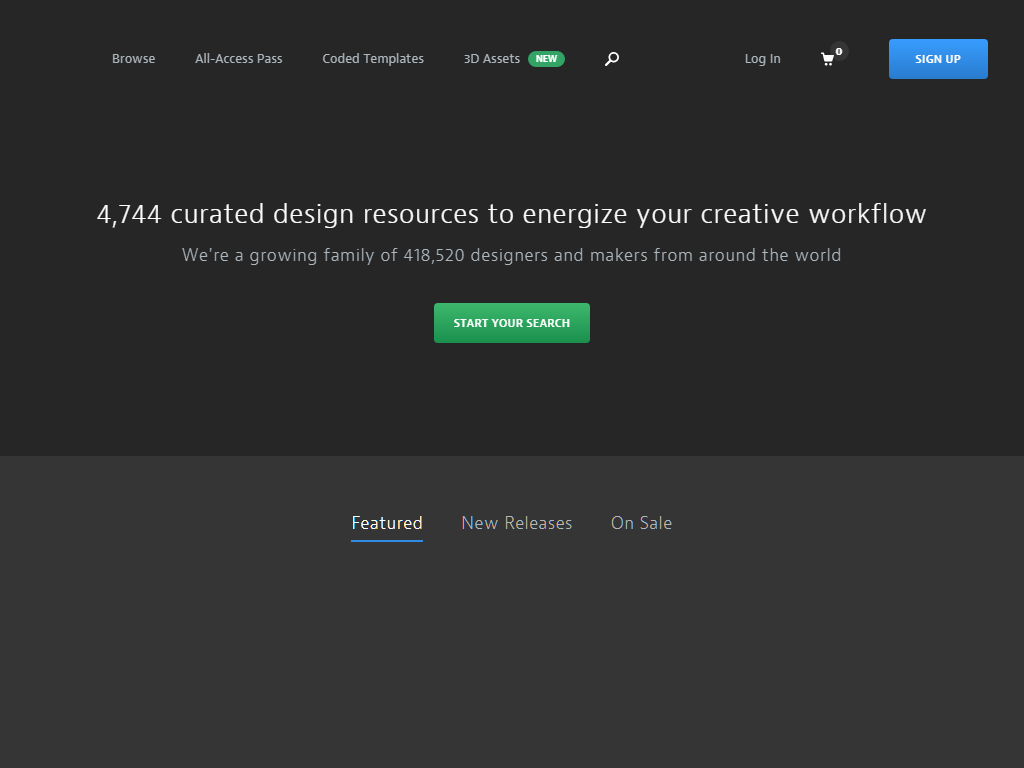 Browse All-Access Pass Coded Templates 3D Assets NEW Log In 0 SIGN UP
4,744 curated design resources to energize your creative workflow
We're a growing family of 418,520 designers and makers from around the world
START YOUR SEARCH
Featured New Releases On Sale